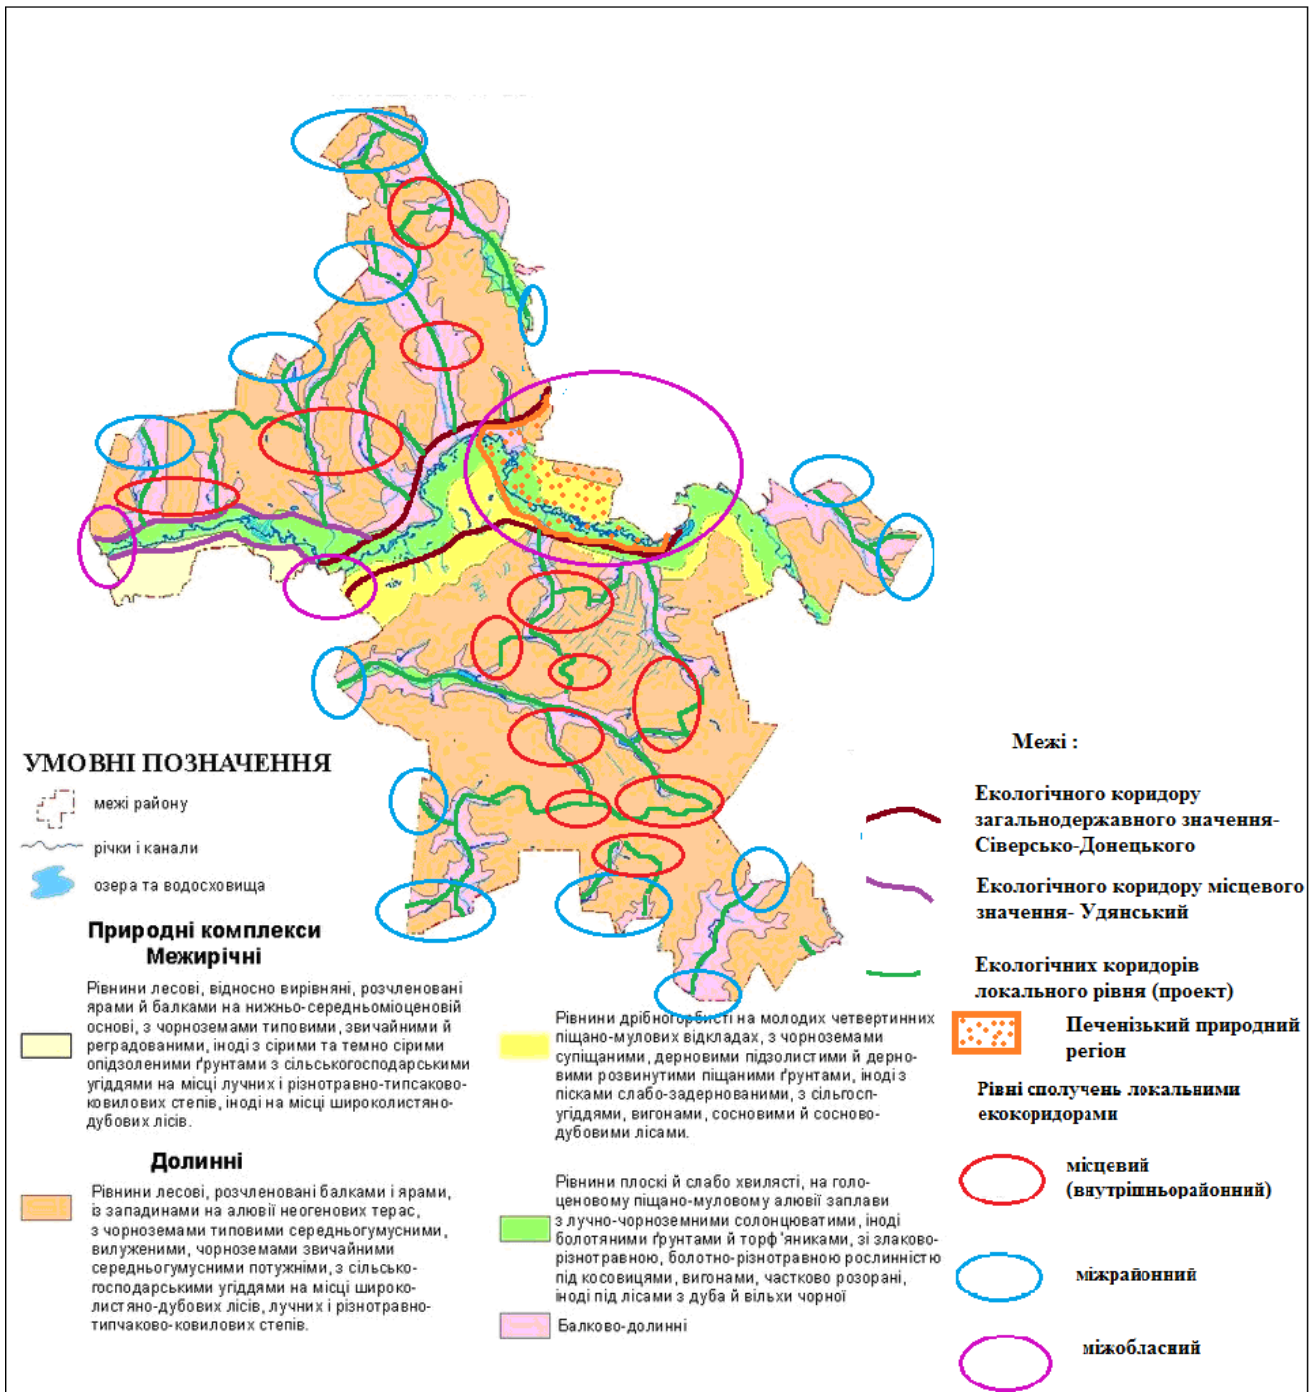 УМОВНІ ПОЗНАЧЕННЯ
межі району
річки і канали
озера та водосховища
Природні комплекси
Межирічні
Рівнини лесові, відносно вирівняні, розчленовані
ярами й балками на нижньо-середньоміоценовій
основі, з чорноземами типовими, звичайними й
реградованими, іноді з сірими та темно сірими
опідзоленими ґрунтами з сільськогосподарськими
угіддями на місці лучних і різнотравно-типсаково-
ковилових степів, іноді на місці широколистяно-
дубових лісів.
Долинні
Рівнини лесові, розчленовані балками і ярами,
із западинами на алювії неогенових терас,
з чорноземами типовими середньогумусними,
вилуженими, чорноземами звичайними
середньогумусними потужніми, з сільсько-
господарськими угіддями на місці широко-
листяно-дубових лісів, лучних і різнотравно-
типчаково-ковилових степів.
Рівнини дрібногорбисті на молодих четвертинних
піщано-мулових відкладах, з чорноземами
супіщаними, дерновими підзолистими й дерно-
вими розвинутими піщаними ґрунтами, іноді з
пісками слабо-задернованими, з сільгосп-
угіддями, вигонами, сосновими й сосново-
дубовими лісами.
Рівнини плоскі й слабо хвилясті, на голо-
ценовому піщано-муловому алювії заплави
з лучно-чорноземними солонцюватими, іноді
болотяними ґрунтами й торф'яниками, зі злаково-
різнотравною, болотно-різнотравною рослинністю
під косовицями, вигонами, частково розорані,
іноді під лісами з дуба й вільхи чорної
Балково-долинні
Межі :
Екологічного коридору
загальнодержавного значення-
Сіверсько-Донецького
Екологічного коридору місцевого
значення- Удянський
Екологічних коридорів
локального рівня (проект)
Печенізький природний
регіон
Рівні сполучень локальними
екокоридорами
місцевий
(внутрішньорайонний)
міжрайонний
міжобласний